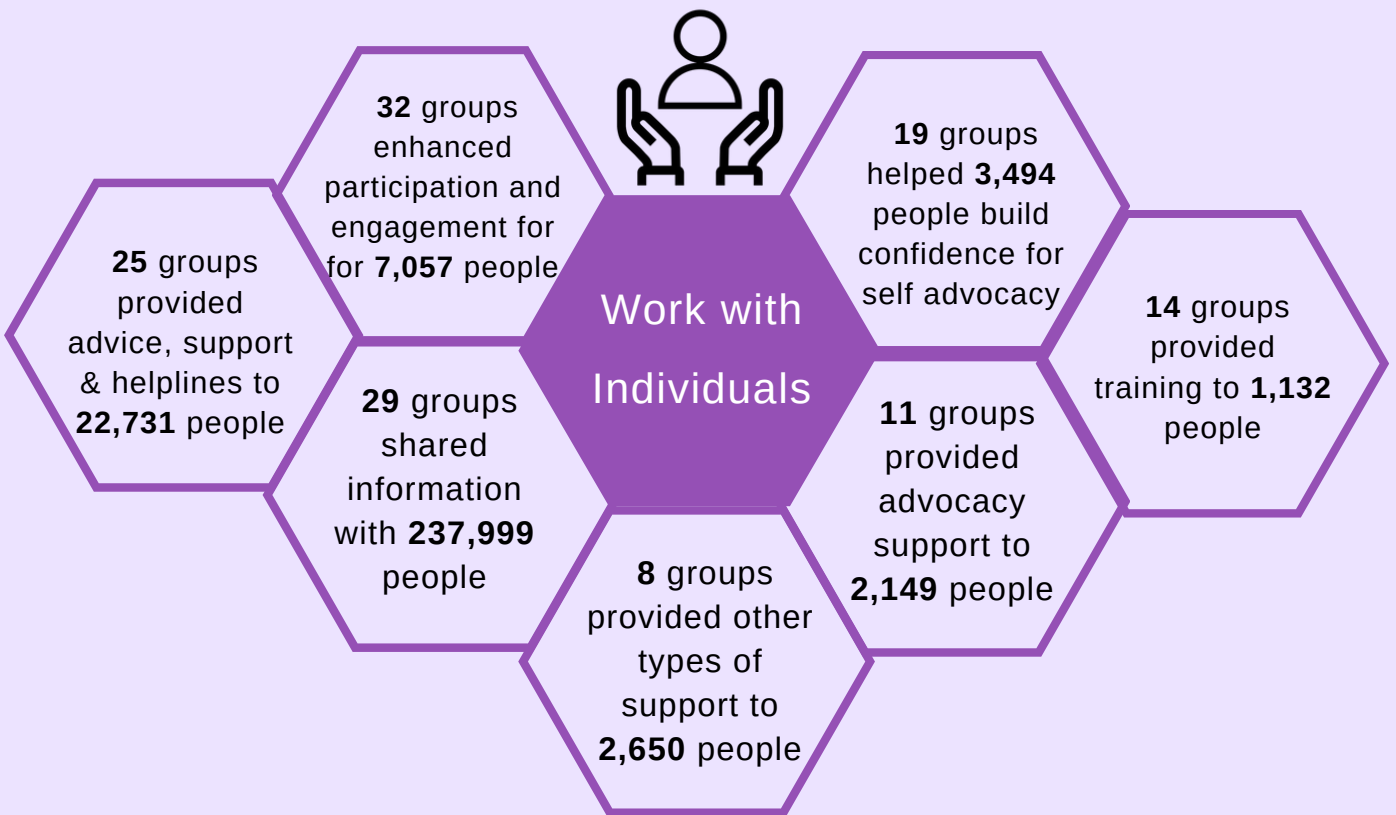 32 groups
enhanced
participation and
engagement for
for 7,057 people
19 groups
helped 3,494
people build
confidence for
self advocacy
25 groups
provided
advice, support
& helplines to
22,731 people
Work with
Individuals
14 groups
provided
training to 1,132
people
29 groups
shared
information
with 237,999
people
11 groups
provided
advocacy
support to
2,149 people
8 groups
provided other
types of
support to
2,650 people